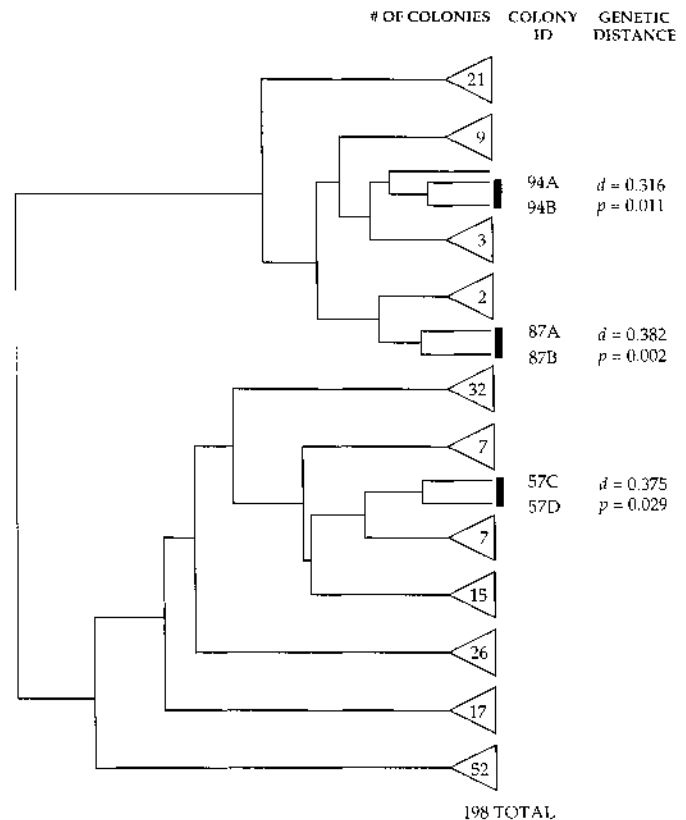 # OF COLONIES COLONY ID GENETIC DISTANCE
21
9
94A d = 0.316
94B p = 0.011
3
2
87A d = 0.382
87B p = 0.002
32
7
57C d = 0.375
57D p = 0.029
7
15
26
17
52
198 TOTAL